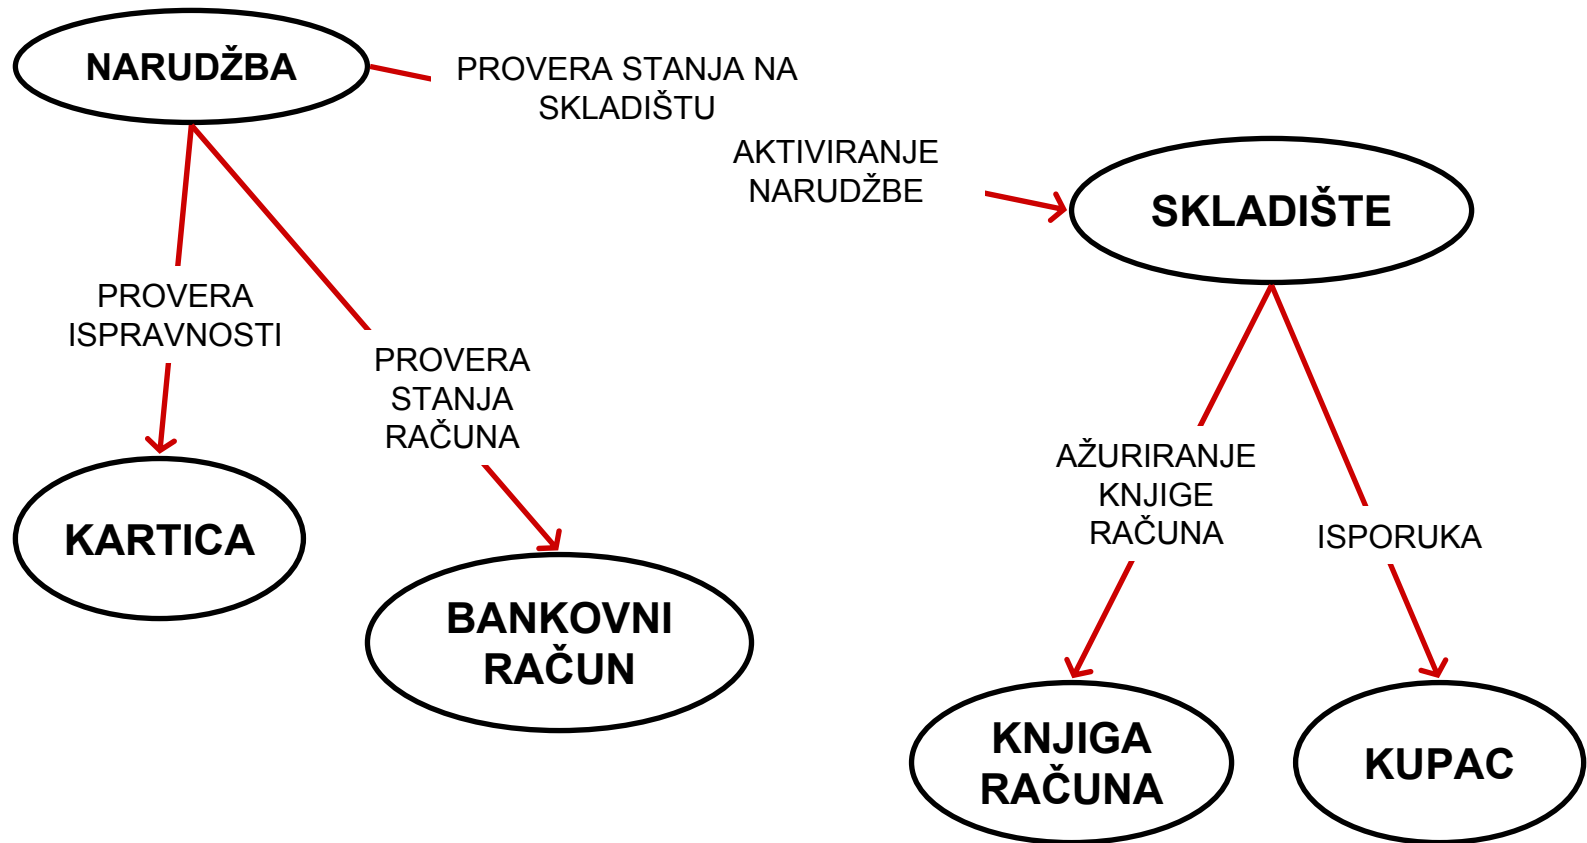 NARUDŽBA
PROVERA STANJA NA
SKLADIŠTU
AKTIVIRANJE
NARUDŽBE
SKLADIŠTE
PROVERA
ISPRAVNOSTI
PROVERA
STANJA
RAČUNA
KARTICA
BANKOVNI
RAČUN
AŽURIRANJE
KNJIGE
RAČUNA
ISPORUKA
KNJIGA
RAČUNA
KUPAC